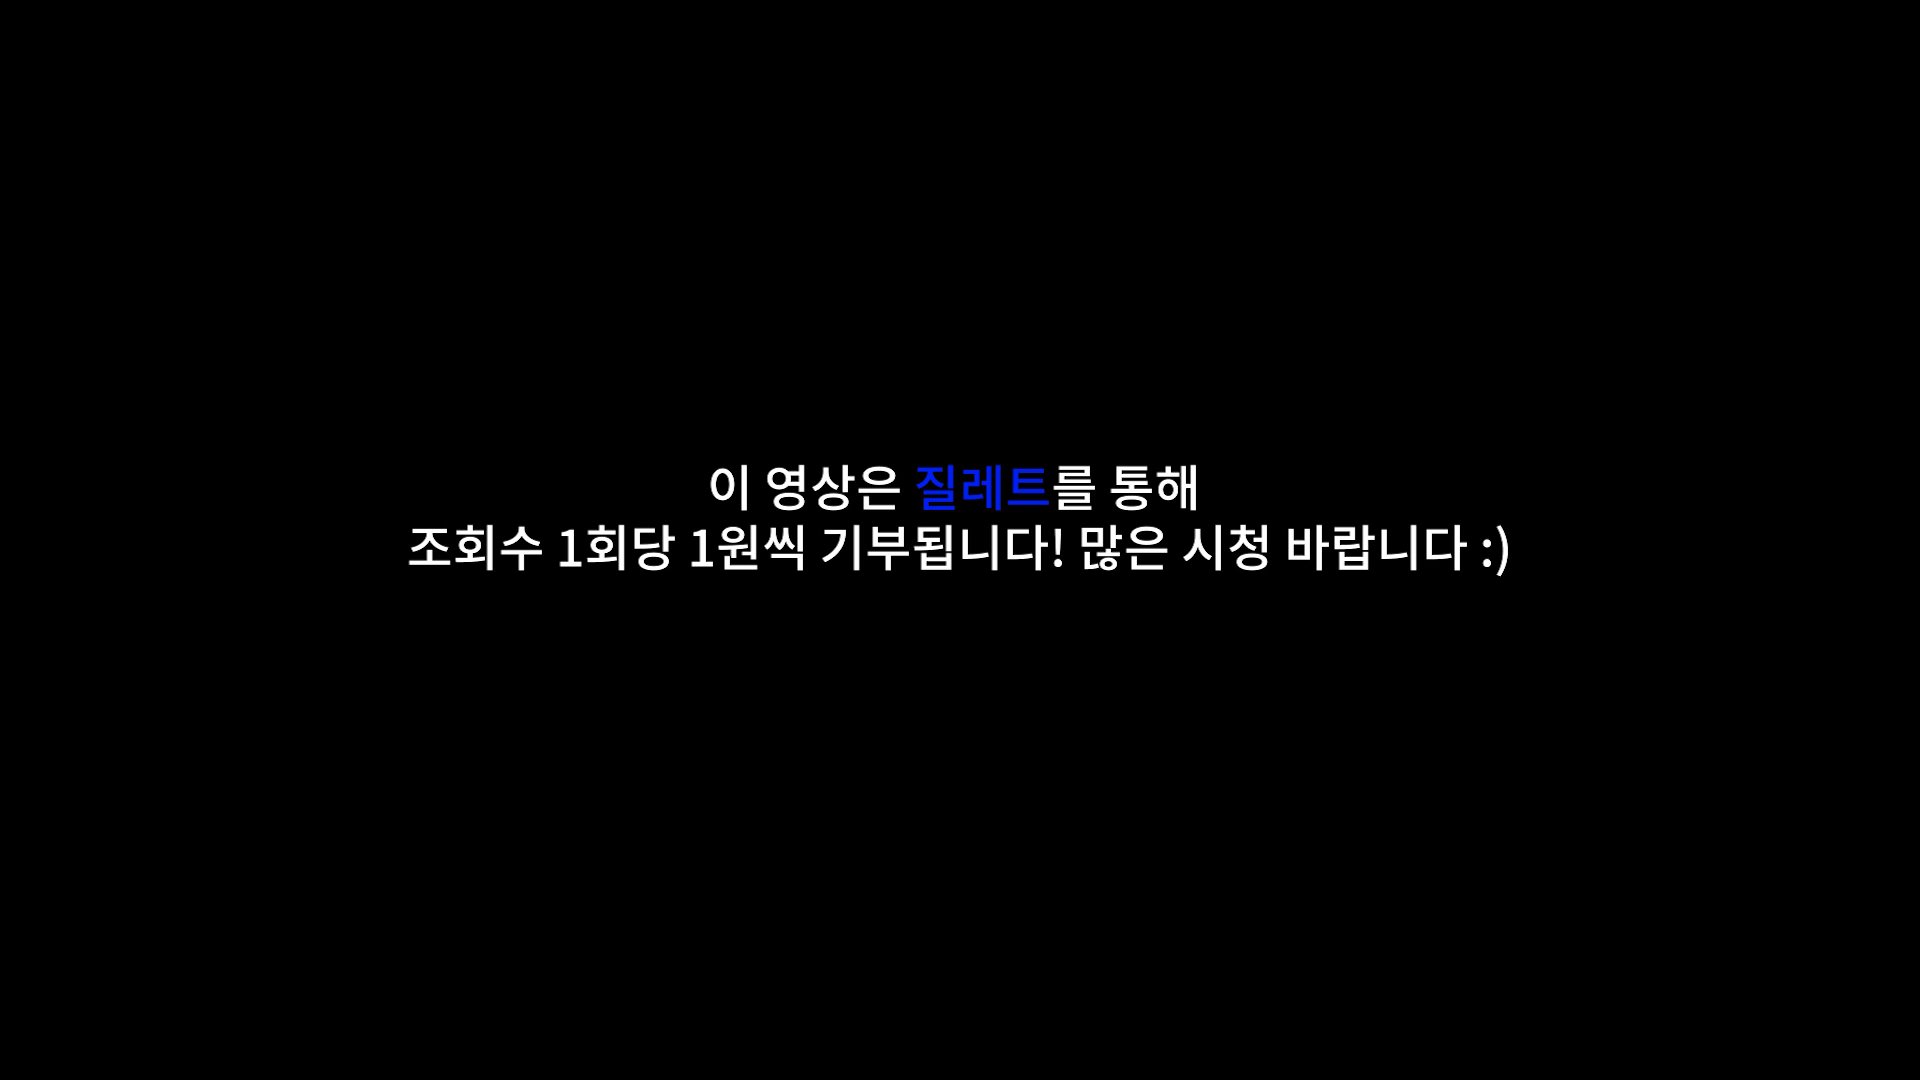 이 영상은 질레트를 통해
조회수 1회당 1원씩 기부됩니다! 많은 시청 바랍니다 :)